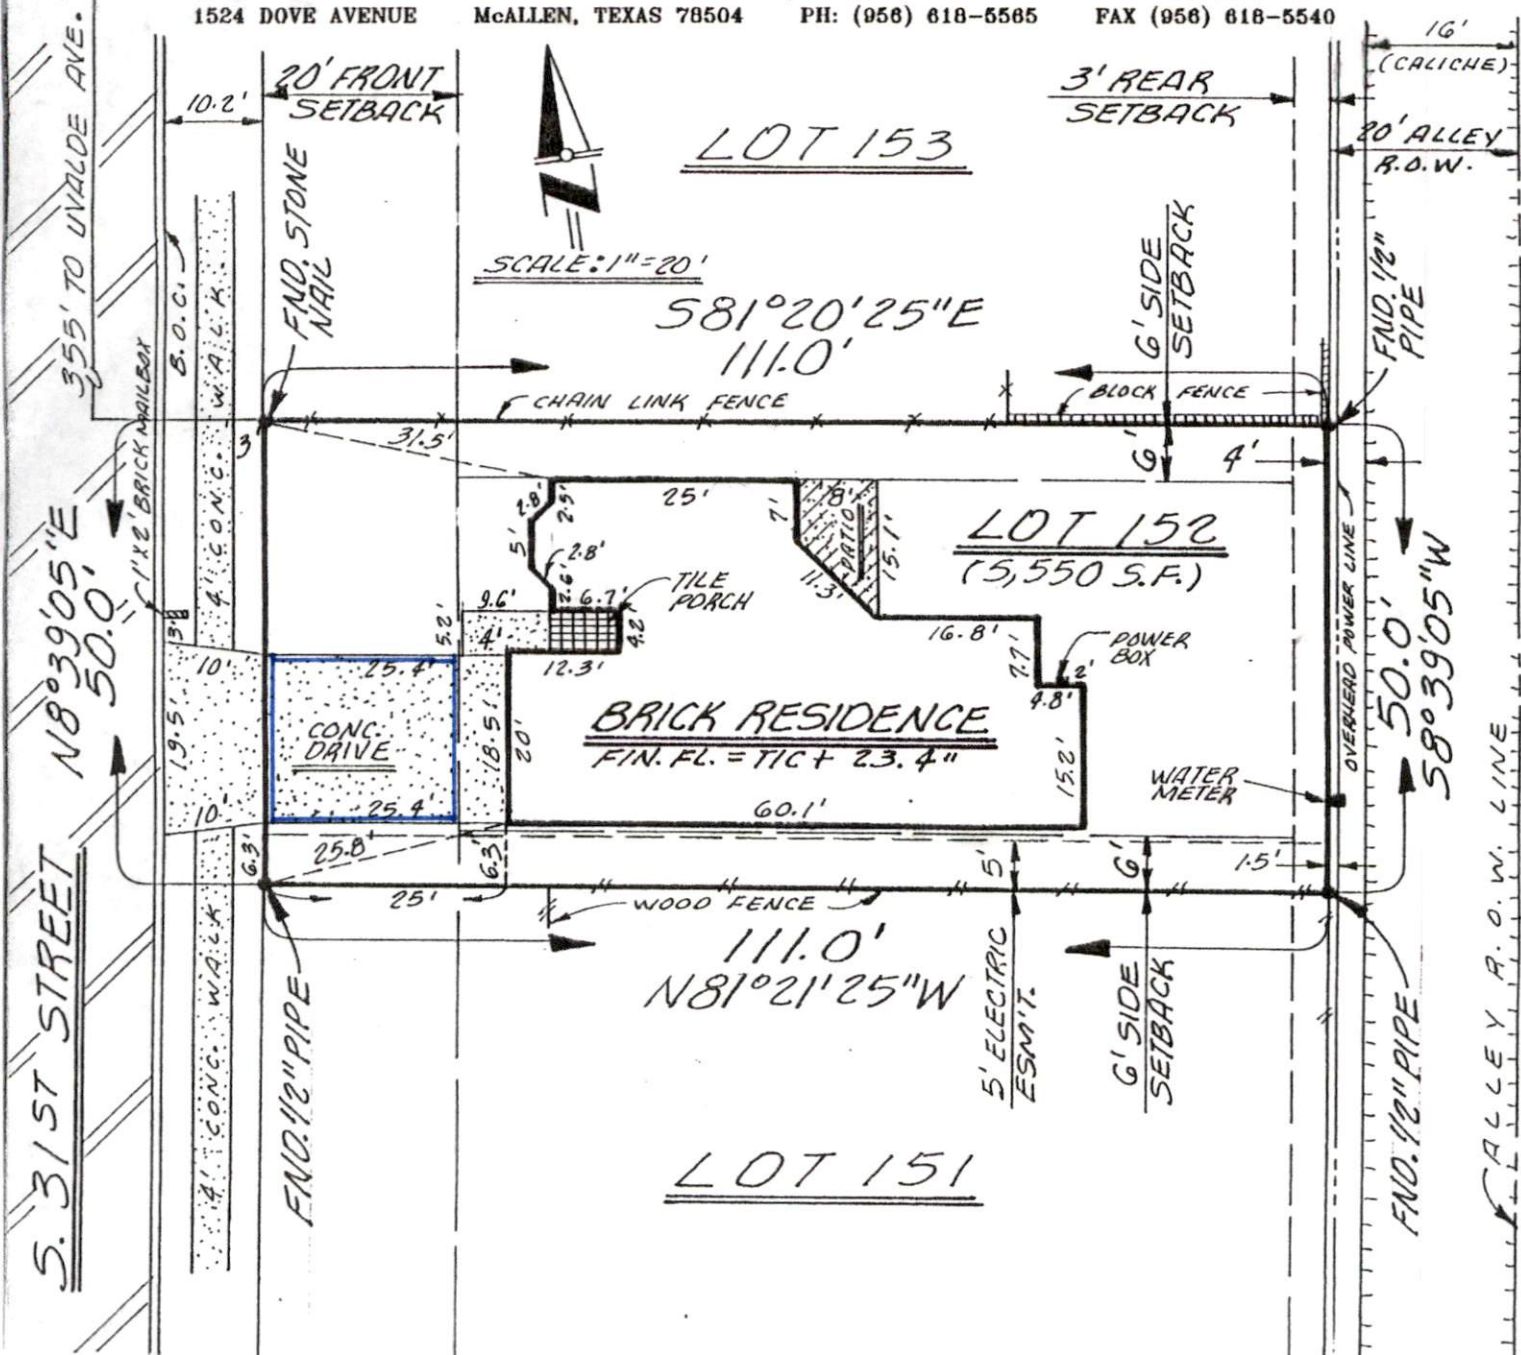 1524 DOVE AVENUE McALLEN, TEXAS 78504 PH: (956) 618-5565 FAX (956) 618-5540
355' TO UVALDE AVE.
10.2'
20' FRONT
SETBACK
3' REAR
SETBACK
16'
(CALICHE)
20' ALLEY
R.O.W.
LOT 153
FND. STONE
NAIL
B.O.C.
4' CONC. WALK
1'X2' BRICK MAILBOX
SCALE: 1"=20'
S81°20'25"E
111.0'
6' SIDE
SETBACK
FND. 1/2"
PIPE
CHAIN LINK FENCE
BLOCK FENCE
3'
31.5'
6'
4'
25'
2.8'
2.5'
5'
2.8'
2.6'
7'
8'
PATIO
11.3'
15.1'
LOT 152
(5,550 S.F.)
N8°39'05"E
50.0'
TILE
PORCH
9.6'
6.7'
4'
4.2'
5.2'
12.3'
16.8'
7.7'
POWER
BOX
2'
4.8'
OVERHEAD POWER LINE
50.0'
S8°39'05"W
3'
10'
25.4'
CONC.
DRIVE
19.5'
18.5'
20'
BRICK RESIDENCE
FIN. FL. = T/C + 23.4"
15.2'
WATER
METER
10'
25.4'
60.1'
25.8'
6.3'
6.3'
5'
6'
1.5'
25'
WOOD FENCE
111.0'
N81°21'25"W
5' ELECTRIC
ESM'T.
6' SIDE
SETBACK
S. 31ST STREET
4' CONC. WALK
FND. 1/2" PIPE
FND. 1/2" PIPE
ALLEY R.O.W. LINE
LOT 151